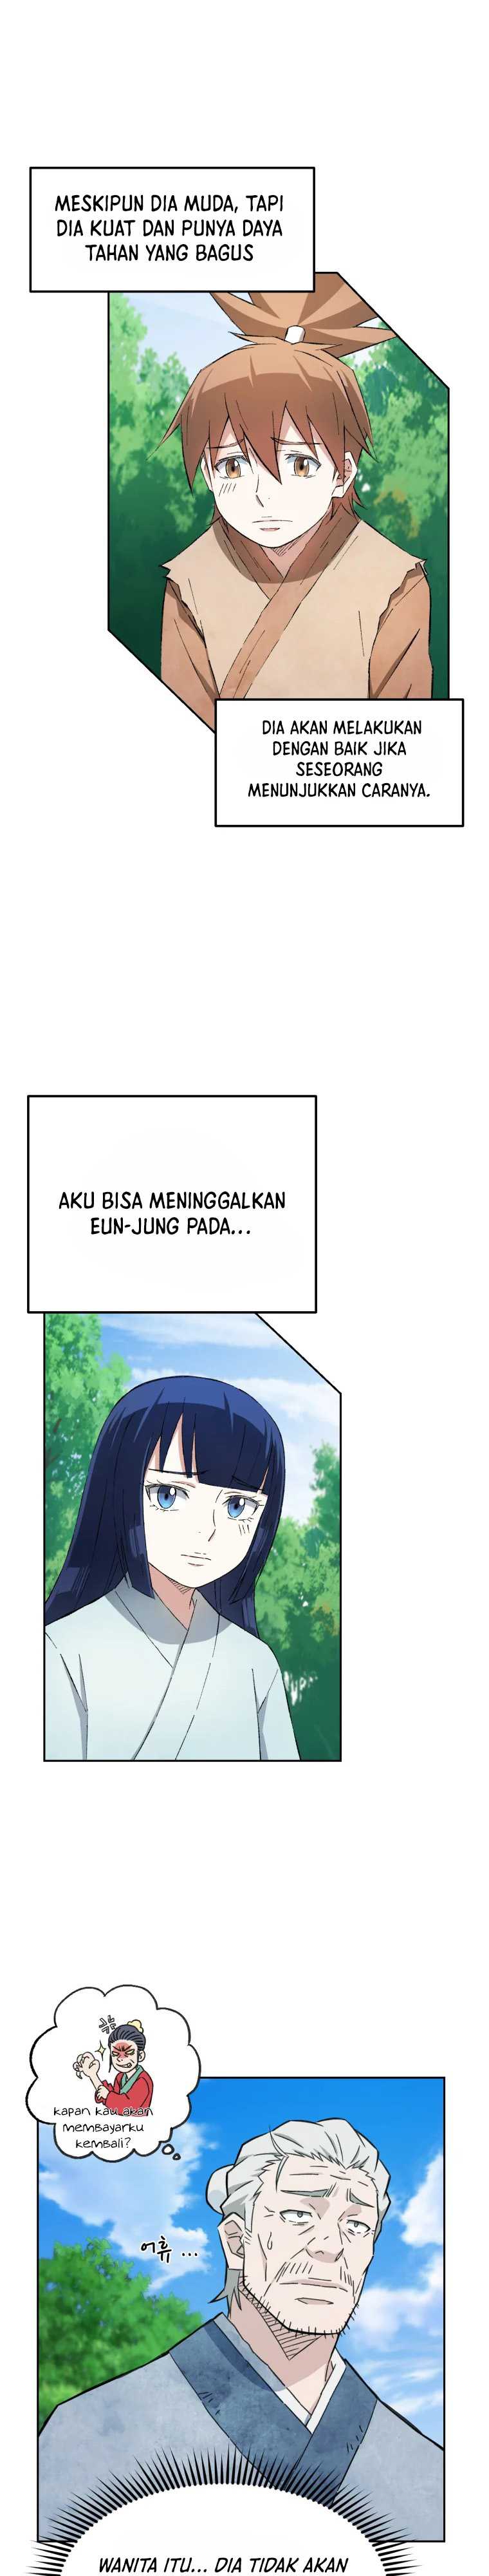 MESKIPUN DIA MUDA, TAPI
DIA KUAT DAN PUNYA DAYA
TAHAN YANG BAGUS
DIA AKAN MELAKUKAN
DENGAN BAIK JIKA
SESEORANG
MENUNJUKKAN CARANYA.
AKU BISA MENINGGALKAN
EUN-JUNG PADA...
kapan kau akan
membayarku
kembali?
어휴 ...
WANITA ITU... DIA TIDAK AKAN